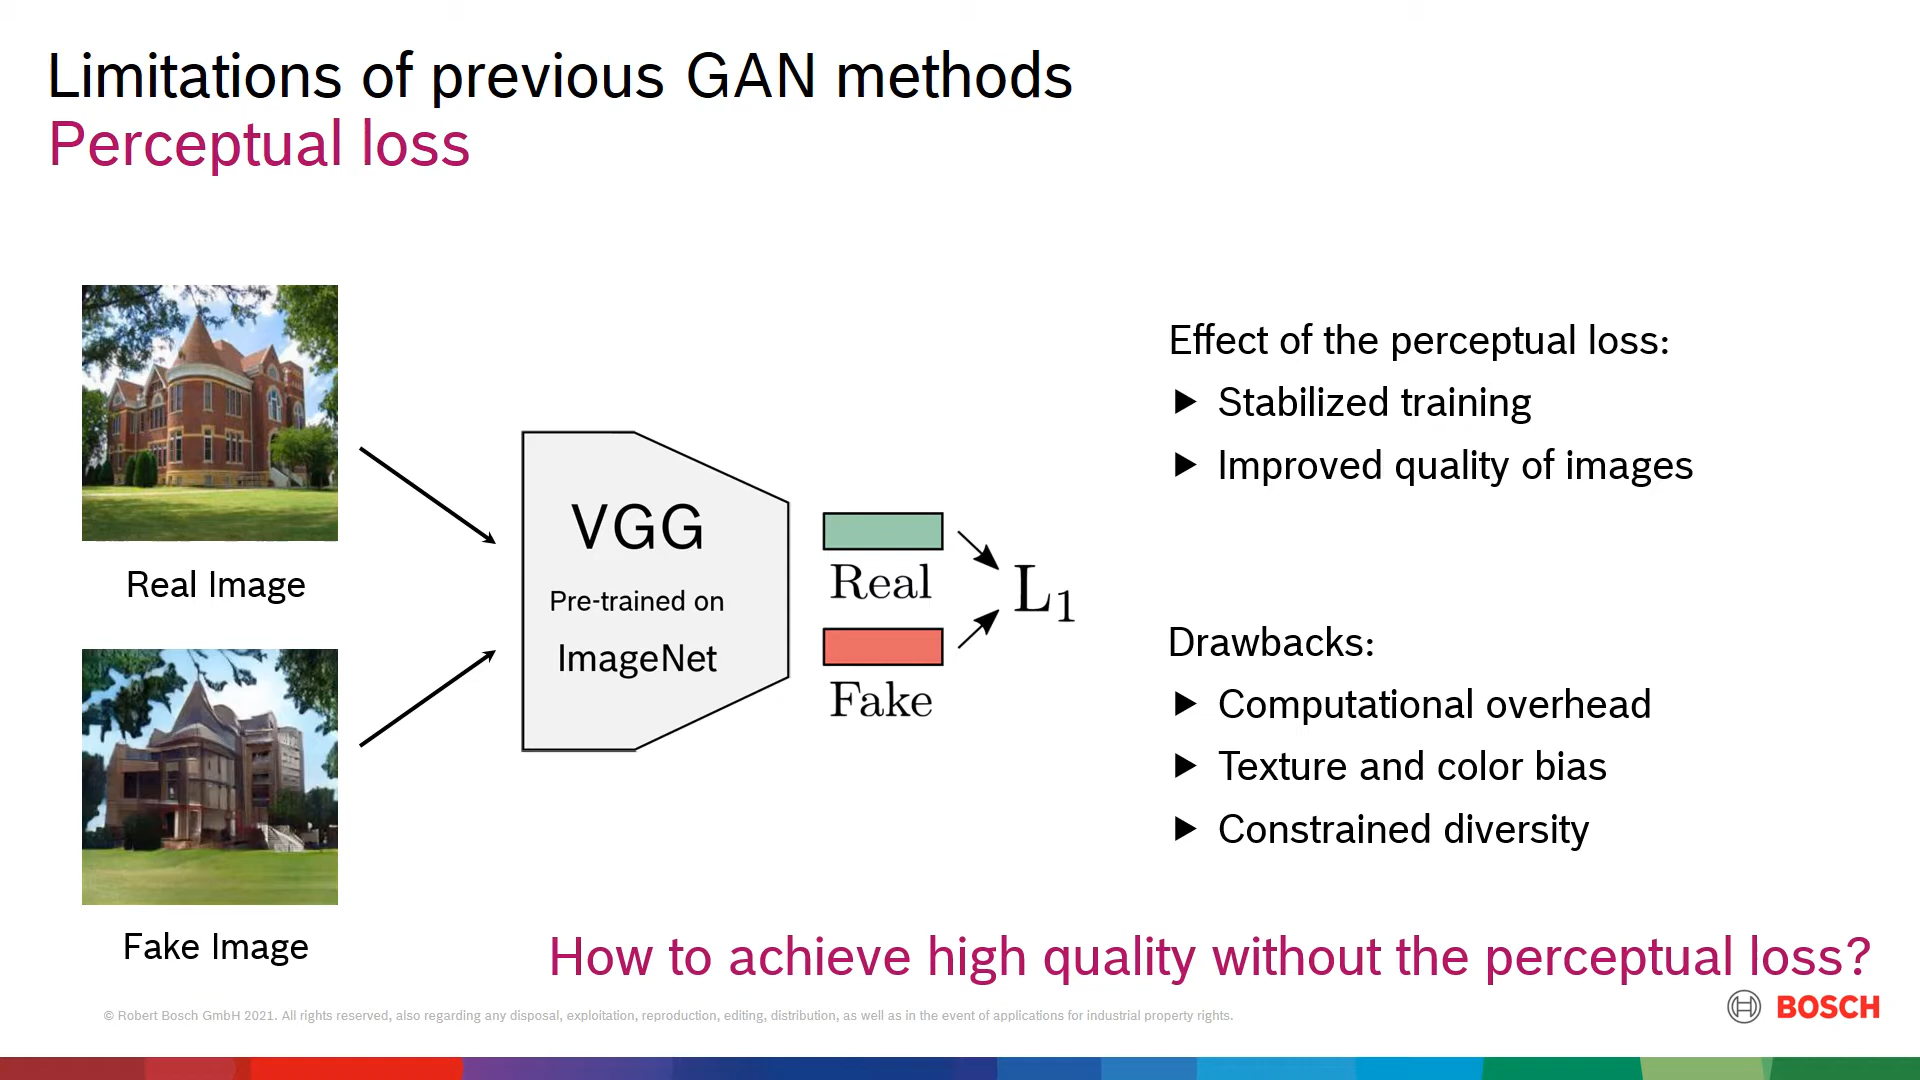 Limitations of previous GAN methods
Perceptual loss
Real Image
Fake Image
VGG
Pre-trained on
ImageNet
Real
Fake
L1
Effect of the perceptual loss:
Stabilized training
Improved quality of images
Drawbacks:
Computational overhead
Texture and color bias
Constrained diversity
How to achieve high quality without the perceptual loss?
© Robert Bosch GmbH 2021. All rights reserved, also regarding any disposal, exploitation, reproduction, editing, distribution, as well as in the event of applications for industrial property rights.
BOSCH